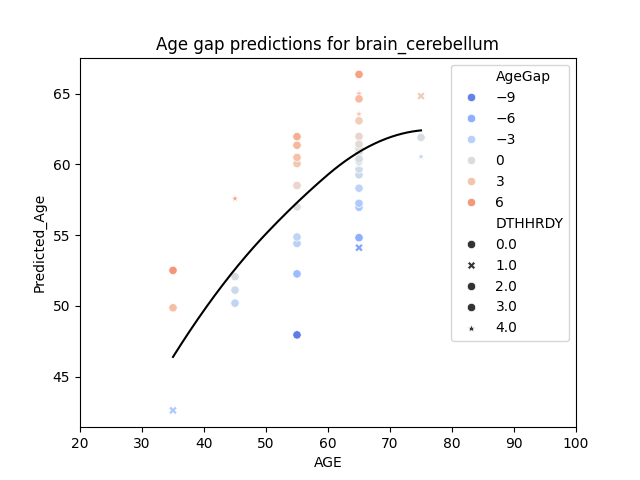 Age gap predictions for brain_cerebellum
Predicted_Age
65
60
55
50
45
20 30 40 50 60 70 80 90 100
AGE
AgeGap
−9
−6
−3
0
3
6
DTHHRDY
0.0
1.0
2.0
3.0
4.0